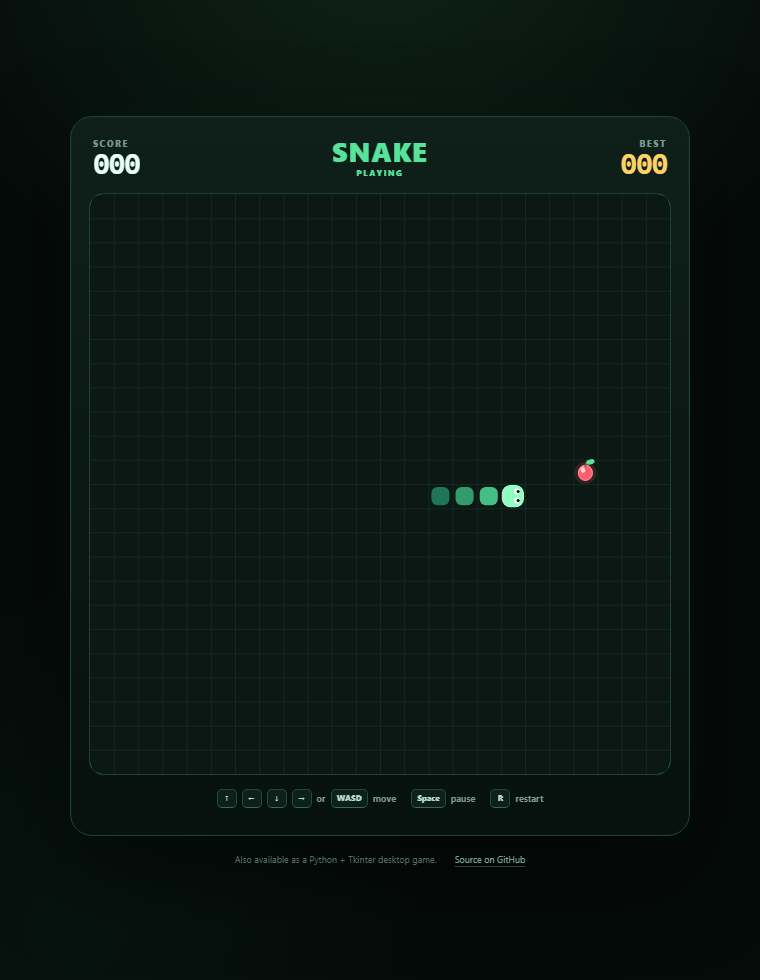 SCORE
000
SNAKE
PLAYING
BEST
000
↑ ← ↓ → or WASD move Space pause R restart
Also available as a Python + Tkinter desktop game. Source on GitHub